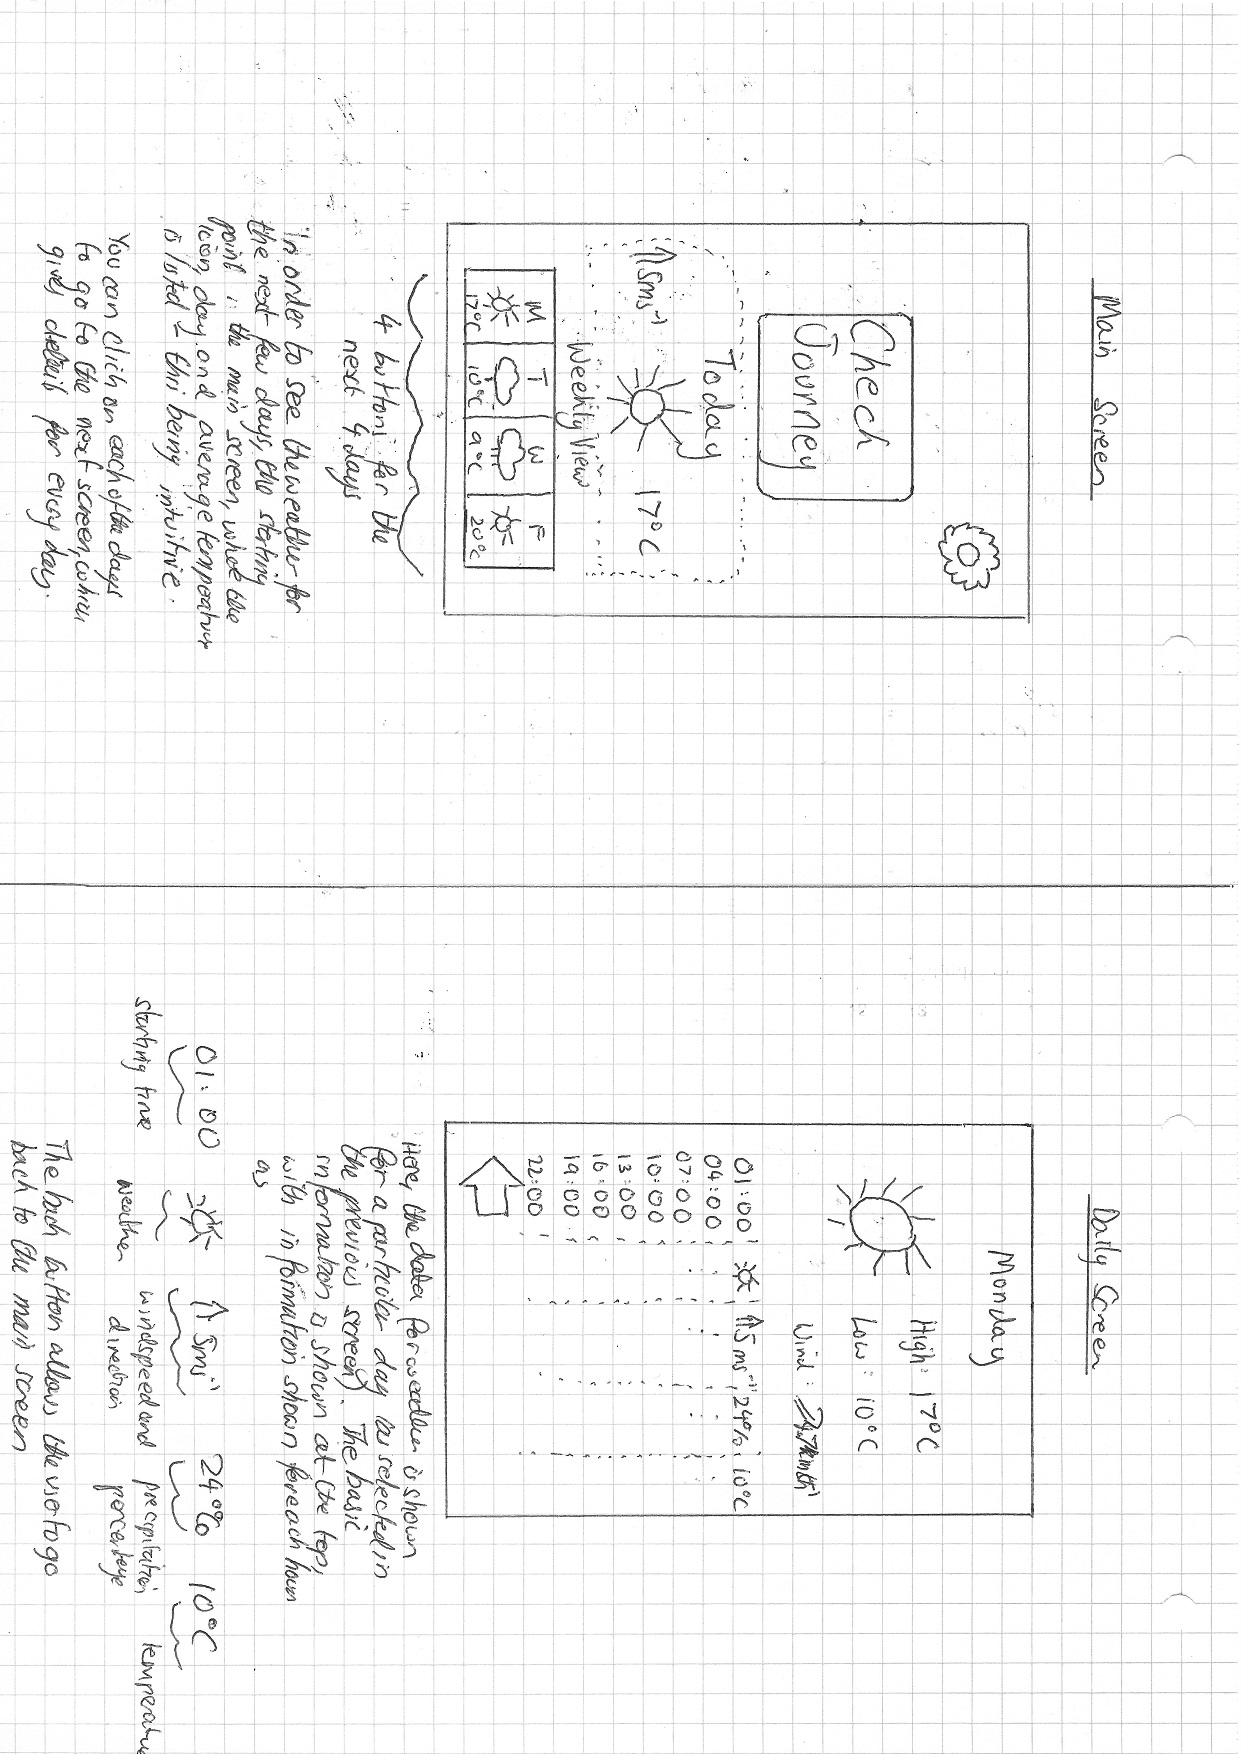 Main Screen
Check
Journey
Today
⇑5ms⁻¹ 17°C
Weekly View
M T W F
17°C 10°C 9°C 20°C
4 buttons for the
next 4 days
In order to see the weather for
the next few days, the starting
point is the main screen, where the
icon, day and average temperature
is listed - this being intuitive.
You can click on each of the days
to go to the next screen, which
gives details for every day.
Daily Screen
Monday
High: 17°C
Low: 10°C
Wind:
01:00 ⇑5ms⁻¹ 24% 10°C
04:00
07:00
10:00
13:00
16:00
19:00
22:00
Here, the data for weather is shown
for a particular day (as selected in
the previous screen). The basic
information is shown at the top,
with information shown for each hour
as
01:00 ⇑5ms⁻¹ 24% 10°C
starting time weather windspeed and precipitation temperature
direction percentage
The back button allows the user to go
back to the main screen